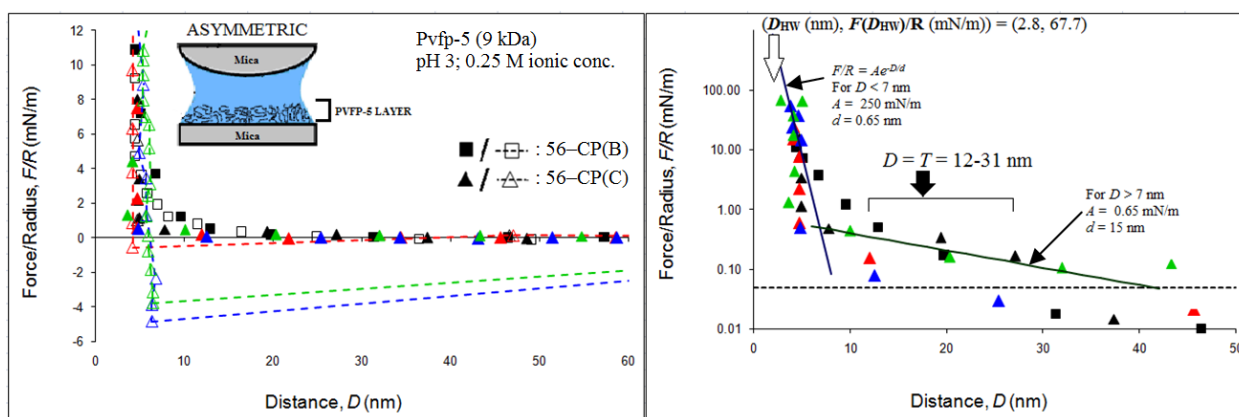 ASYMMETRIC
Mica
PVFP-5 LAYER
Mica
Pvfp-5 (9 kDa)
pH 3; 0.25 M ionic conc.
■ / □ : 56–CP(B)
▲ / △ : 56–CP(C)
Force/Radius, F/R (mN/m)
12
10
8
6
4
2
0
-2
-4
-6
0 10 20 30 40 50 60
Distance, D (nm)
(D_HW (nm), F(D_HW)/R (mN/m)) = (2.8, 67.7)
F/R = Ae^-D/d
For D < 7 nm
A = 250 mN/m
d = 0.65 nm
D = T = 12-31 nm
For D > 7 nm
A = 0.65 mN/m
d = 15 nm
Force/Radius, F/R (mN/m)
100.00
10.00
1.00
0.10
0.01
0 10 20 30 40 50
Distance, D (nm)